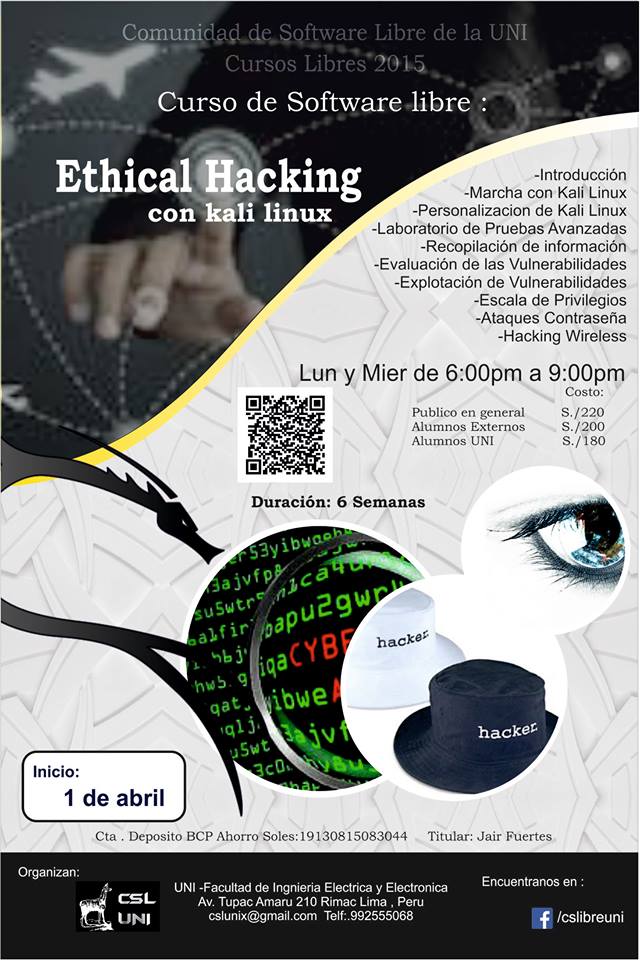 Comunidad de Software Libre de la UNI
Cursos Libres 2015
Curso de Software libre :
Ethical Hacking
con kali linux
-Introducción
-Marcha con Kali Linux
-Personalizacion de Kali Linux
-Laboratorio de Pruebas Avanzadas
-Recopilación de información
-Evaluación de las Vulnerabilidades
-Explotación de Vulnerabilidades
-Escala de Privilegios
-Ataques Contraseña
-Hacking Wireless
Lun y Mier de 6:00pm a 9:00pm
Costo:
Publico en general S./220
Alumnos Externos S./200
Alumnos UNI S./180
Duración: 6 Semanas
hacker.
hacker.
Inicio:
1 de abril
Cta . Deposito BCP Ahorro Soles:19130815083044 Titular: Jair Fuertes
Organizan:
CSL
UNI
UNI -Facultad de Ingnieria Electrica y Electronica
Av. Tupac Amaru 210 Rimac Lima , Peru
cslunix@gmail.com Telf:.992555068
Encuentranos en :
/cslibreuni